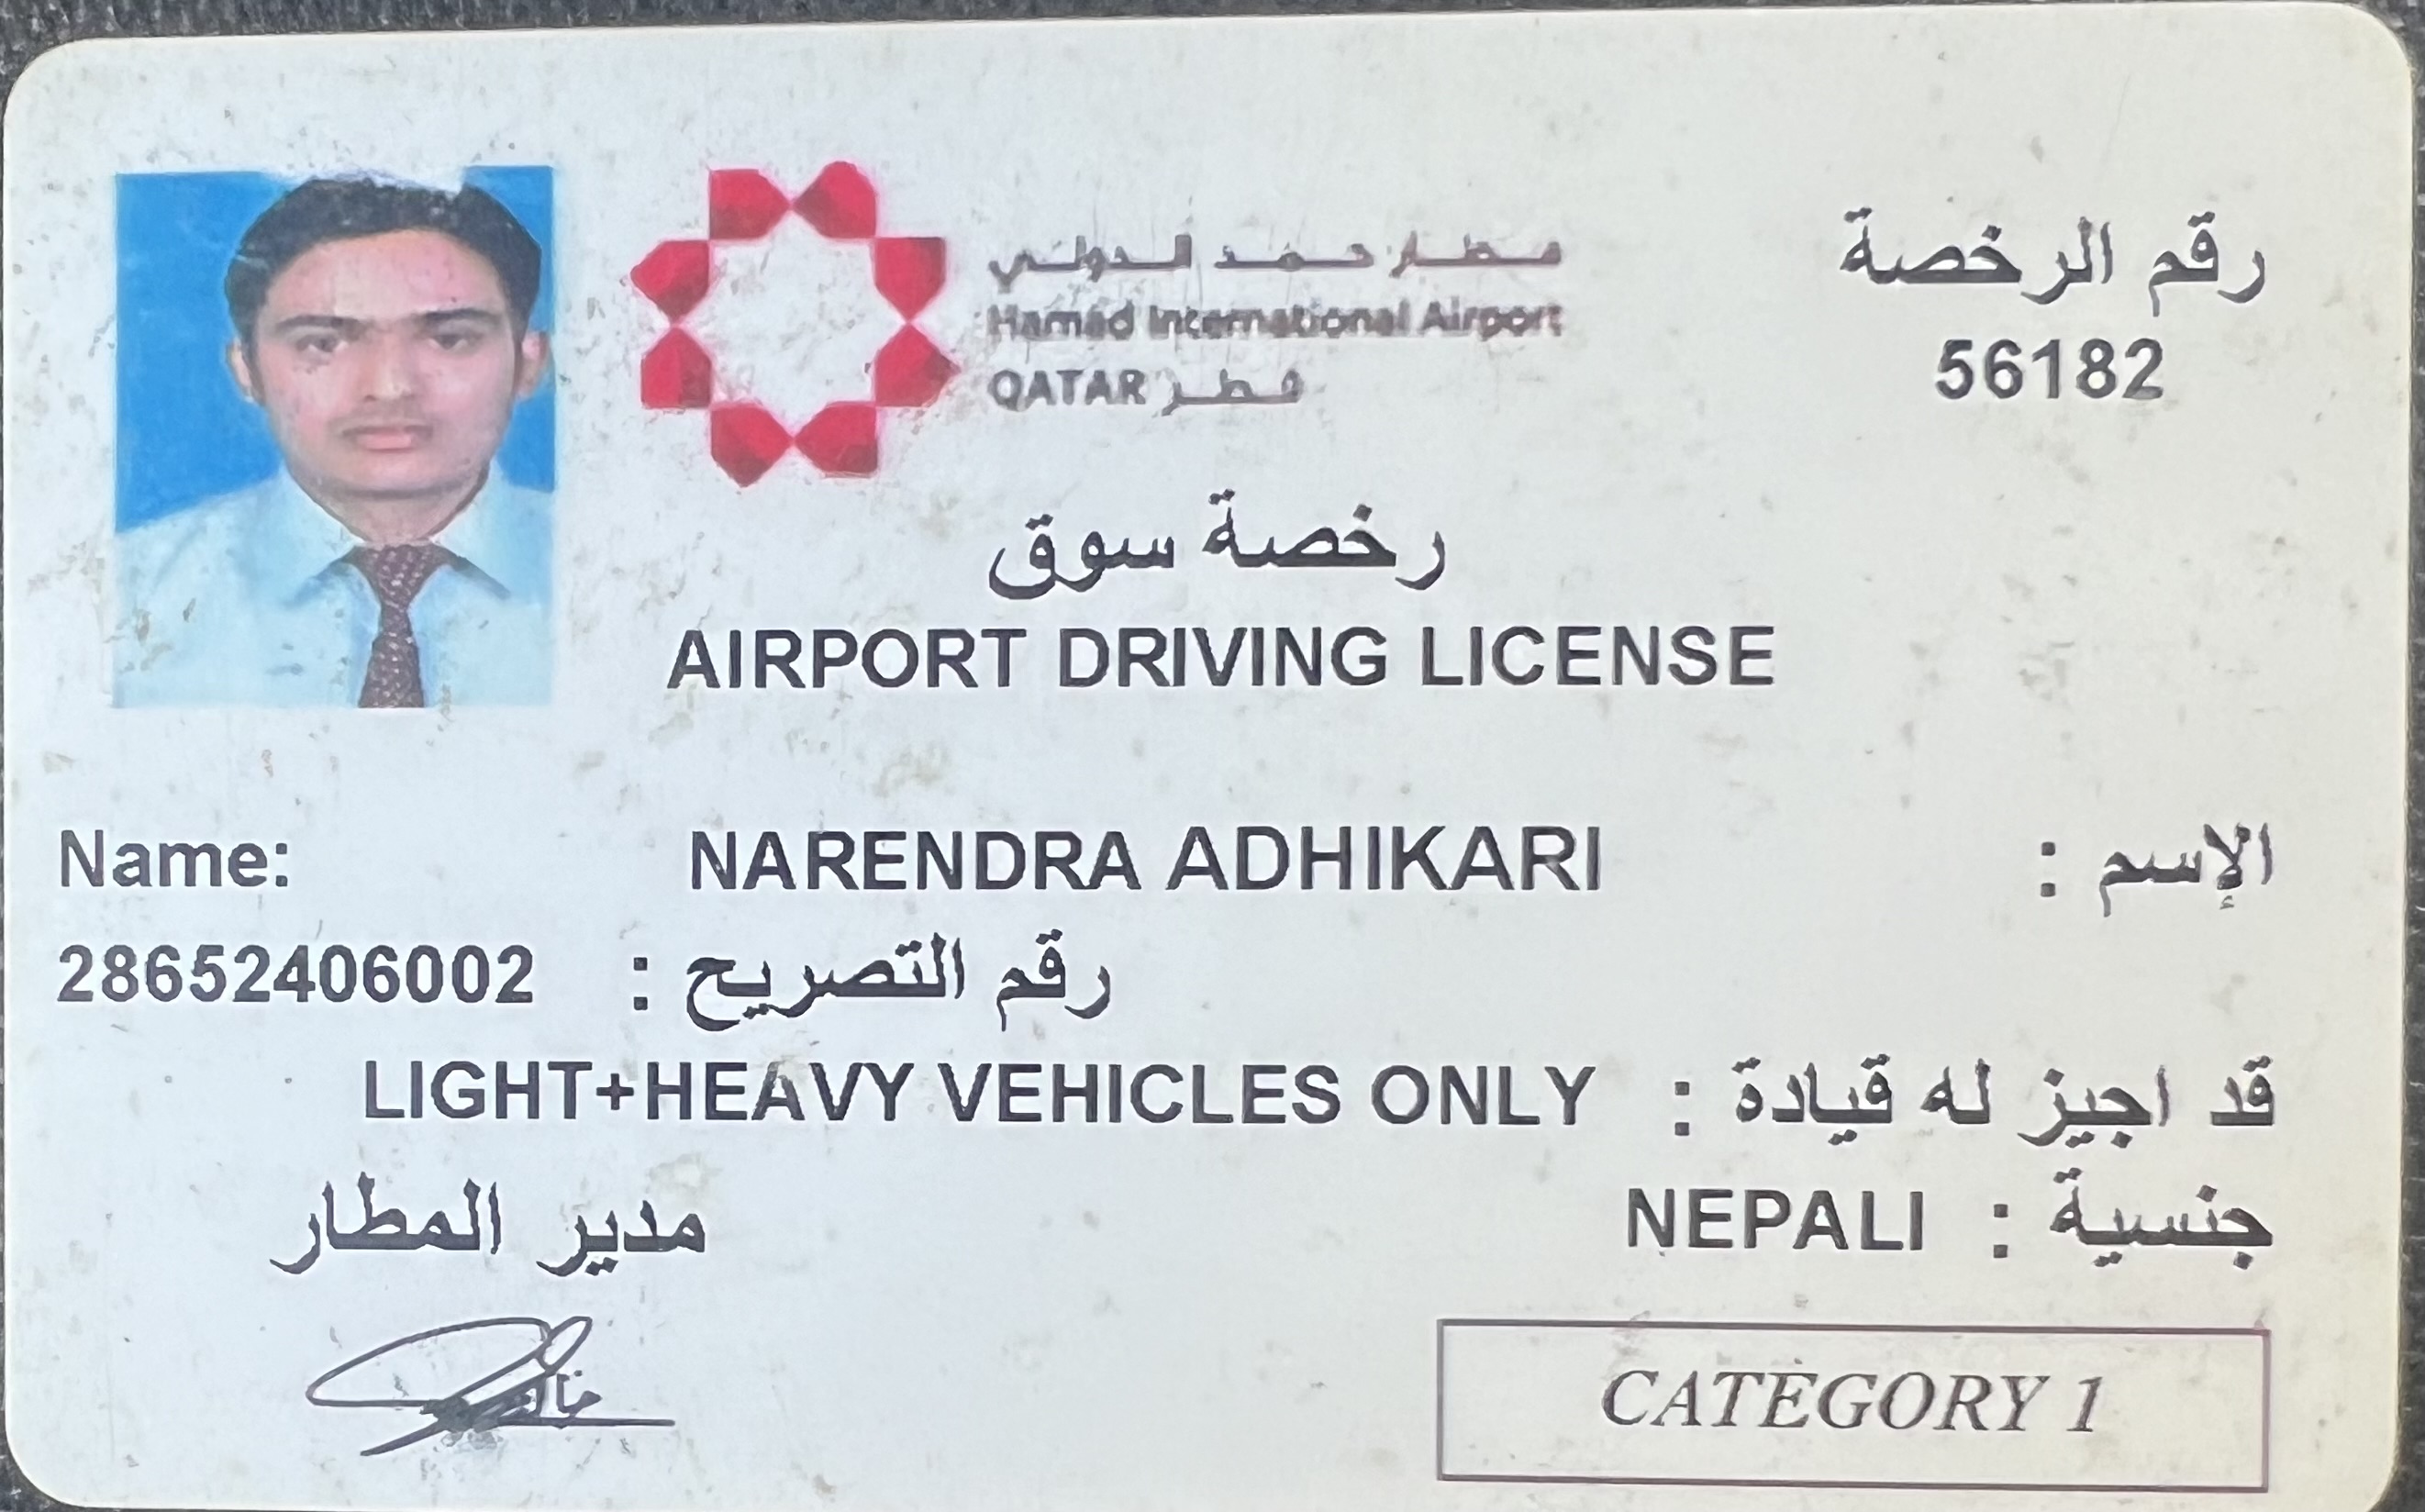 مطار حمد الدولي
Hamad International Airport
QATAR قطر
رقم الرخصة
56182
رخصة سوق
AIRPORT DRIVING LICENSE
Name: NARENDRA ADHIKARI الإسم :
28652406002 رقم التصريح :
LIGHT+HEAVY VEHICLES ONLY قد اجيز له قيادة :
NEPALI جنسية :
مدير المطار
CATEGORY 1